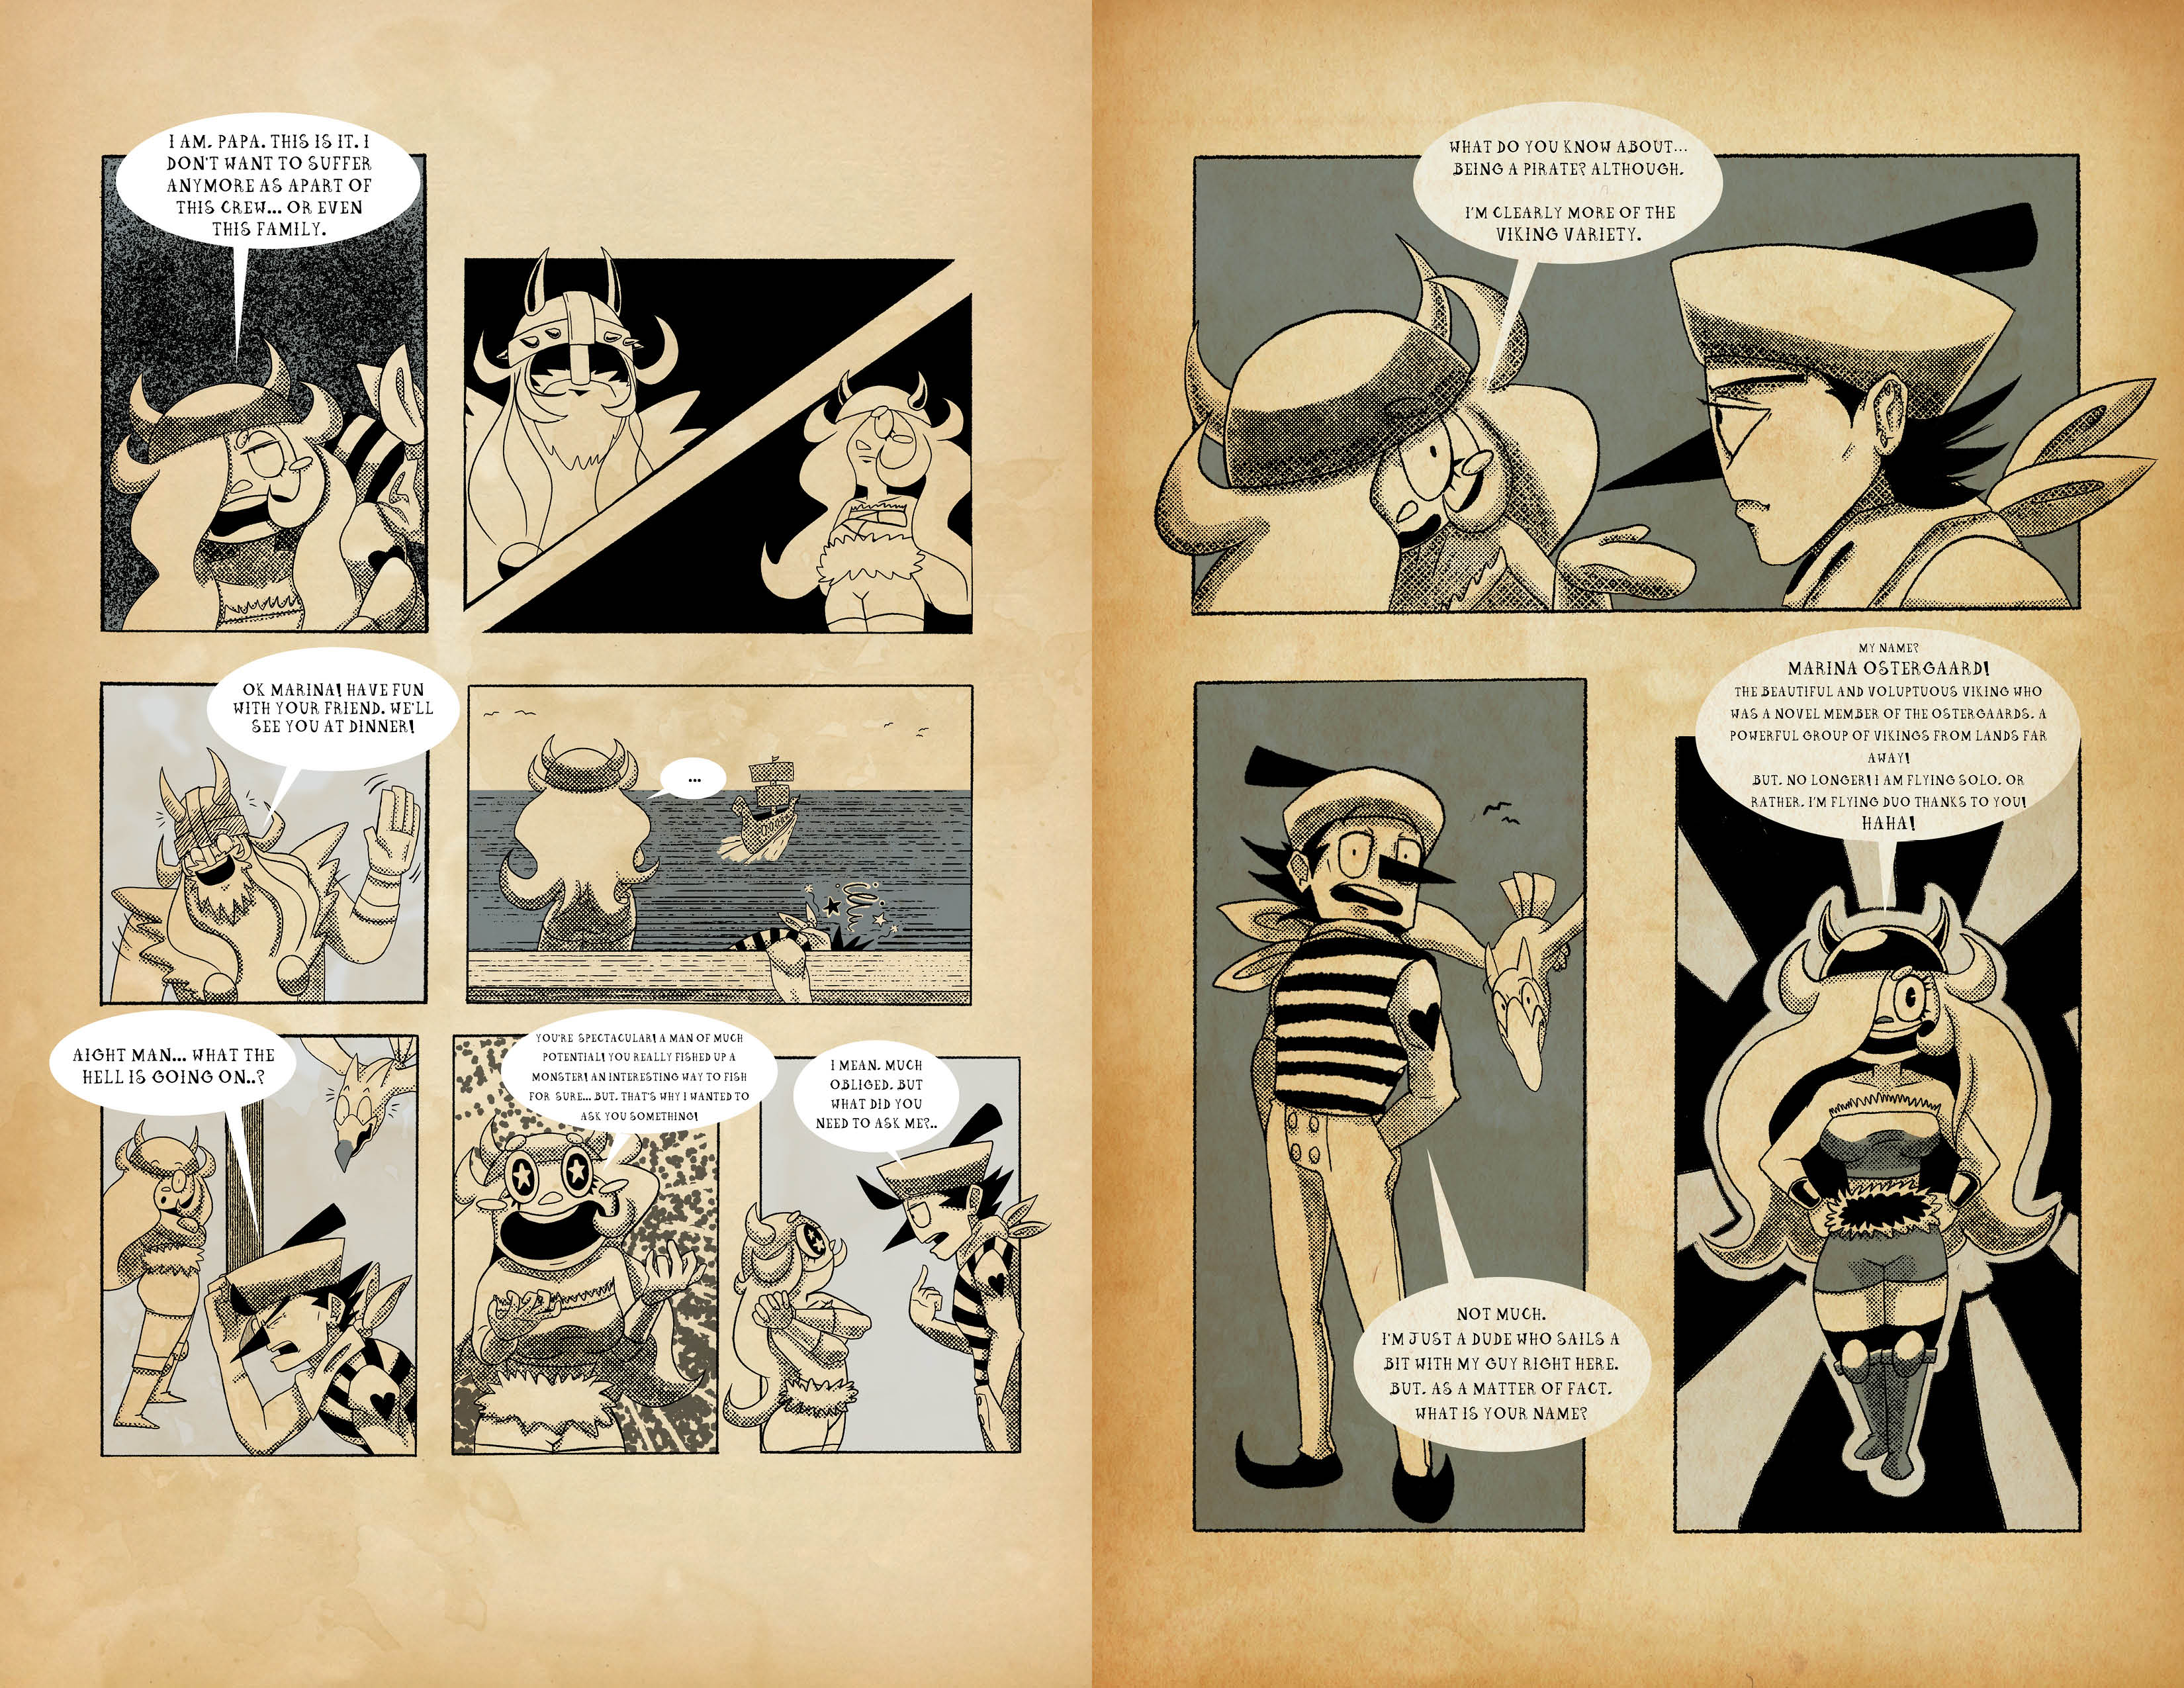 I AM, PAPA. THIS IS IT. I
DON'T WANT TO SUFFER
ANYMORE AS APART OF
THIS CREW... OR EVEN
THIS FAMILY.
OK MARINA! HAVE FUN
WITH YOUR FRIEND. WE'LL
SEE YOU AT DINNER!
...
AIGHT MAN... WHAT THE
HELL IS GOING ON..?
YOU'RE SPECTACULAR! A MAN OF MUCH
POTENTIAL! YOU REALLY FISHED UP A
MONSTER! AN INTERESTING WAY TO FISH
FOR SURE... BUT, THAT'S WHY I WANTED TO
ASK YOU SOMETHING!
I MEAN, MUCH
OBLIGED, BUT
WHAT DID YOU
NEED TO ASK ME?..
WHAT DO YOU KNOW ABOUT...
BEING A PIRATE? ALTHOUGH,
I'M CLEARLY MORE OF THE
VIKING VARIETY.
NOT MUCH.
I'M JUST A DUDE WHO SAILS A
BIT WITH MY GUY RIGHT HERE.
BUT, AS A MATTER OF FACT,
WHAT IS YOUR NAME?
MY NAME?
MARINA OSTERGAARD!
THE BEAUTIFUL AND VOLUPTUOUS VIKING WHO
WAS A NOVEL MEMBER OF THE OSTERGAARDS. A
POWERFUL GROUP OF VIKINGS FROM LANDS FAR
AWAY!
BUT, NO LONGER! I AM FLYING SOLO. OR
RATHER, I'M FLYING DUO THANKS TO YOU!
HAHA!